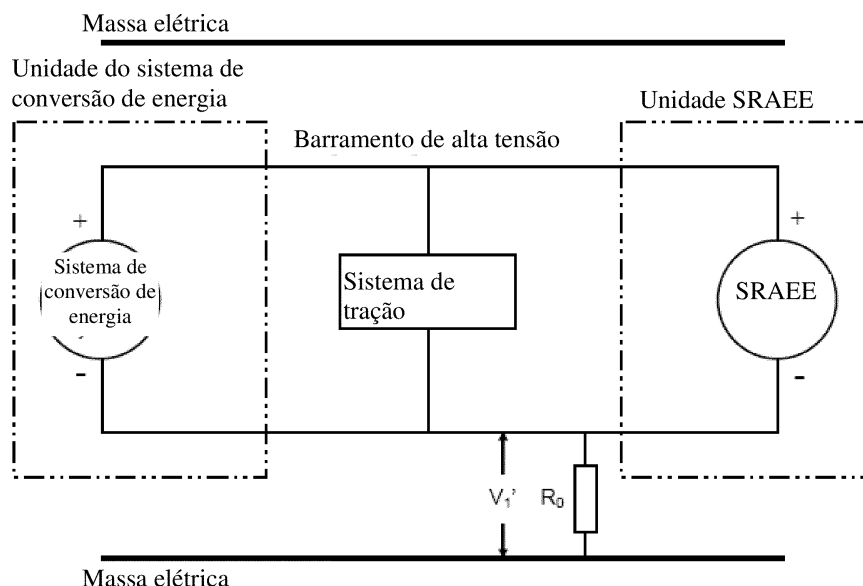 Massa elétrica
Unidade do sistema de
conversão de energia
Unidade SRAEE
Barramento de alta tensão
+
+
Sistema de
conversão de
energia
Sistema de
tração
SRAEE
-
-
V₁'
R₀
Massa elétrica